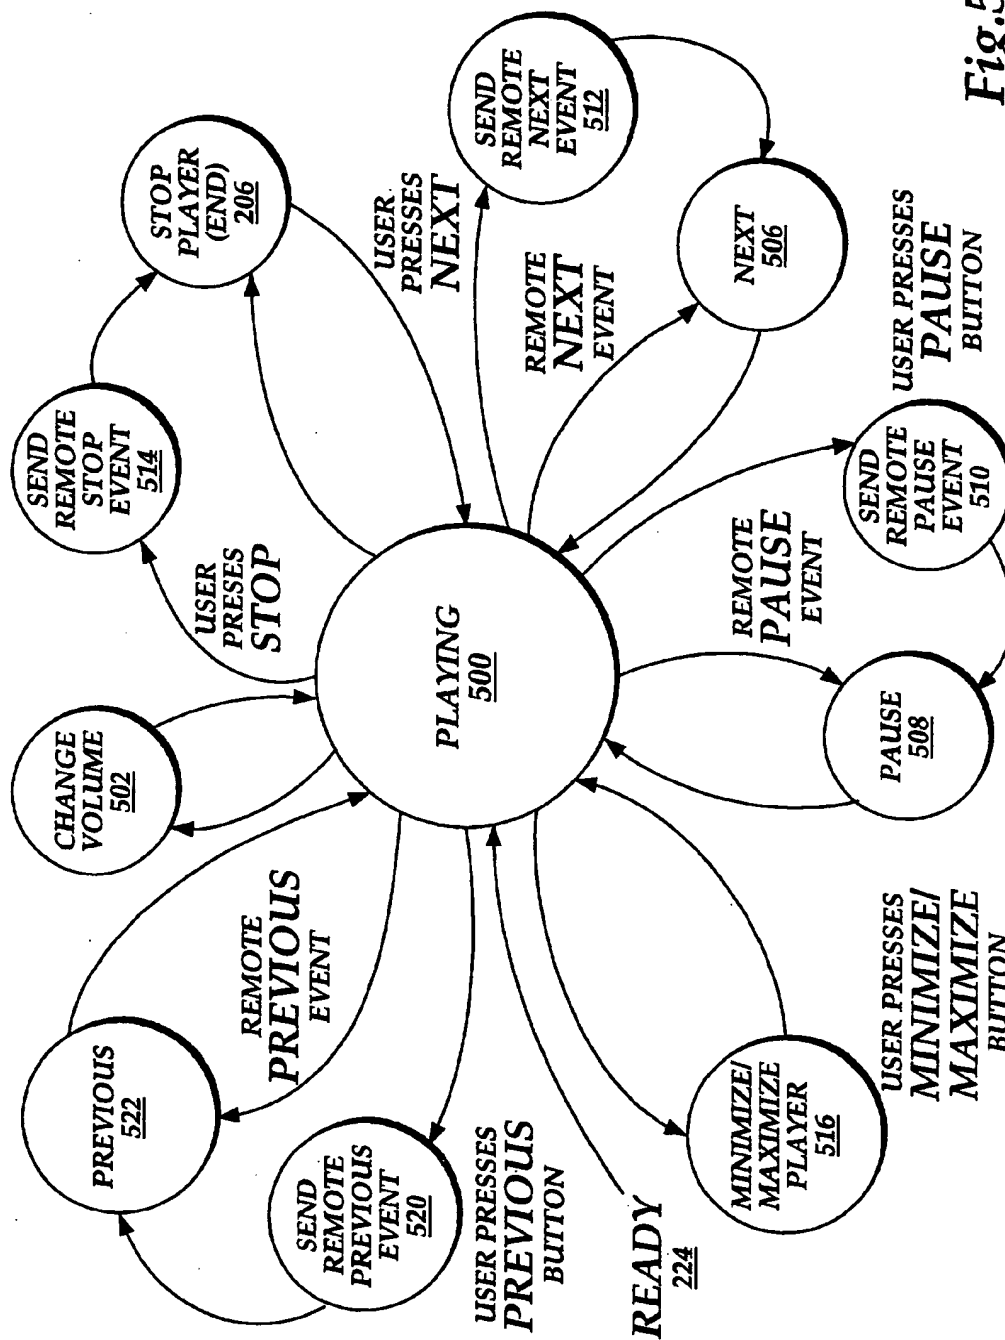 SEND
REMOTE
STOP
EVENT
514
STOP
PLAYER
(END)
206
CHANGE
VOLUME
502
USER
PRESES
STOP
USER
PRESSES
NEXT
SEND
REMOTE
NEXT
EVENT
512
PREVIOUS
522
REMOTE
PREVIOUS
EVENT
PLAYING
500
REMOTE
NEXT
EVENT
NEXT
506
SEND
REMOTE
PREVIOUS
EVENT
520
USER PRESSES
PREVIOUS
BUTTON
READY
224
MINIMIZE/
MAXIMIZE
PLAYER
516
USER PRESSES
MINIMIZE/
MAXIMIZE
BUTTON
REMOTE
PAUSE
EVENT
PAUSE
508
SEND
REMOTE
PAUSE
EVENT
510
USER PRESSES
PAUSE
BUTTON
Fig.5